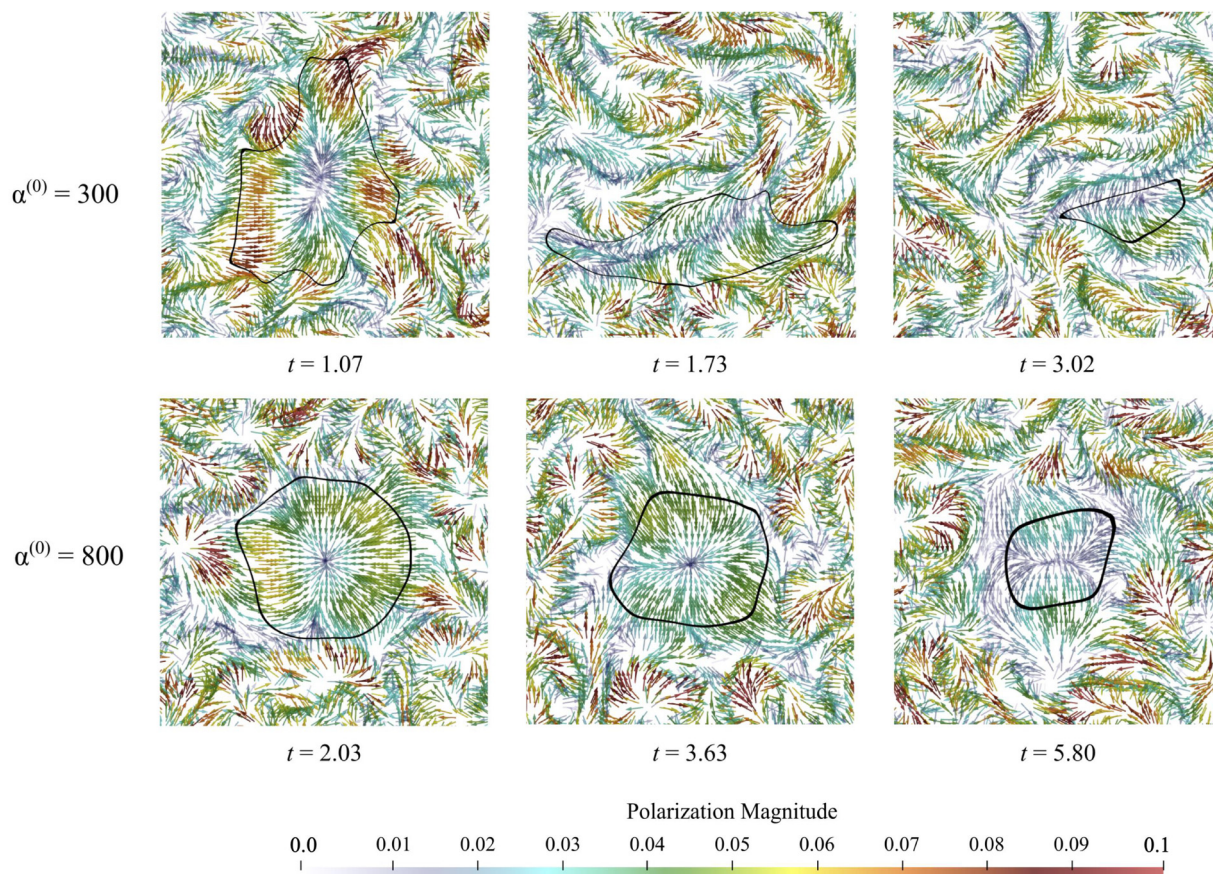 α(0) = 300
t = 1.07
t = 1.73
t = 3.02
α(0) = 800
t = 2.03
t = 3.63
t = 5.80
Polarization Magnitude
0.0 0.01 0.02 0.03 0.04 0.05 0.06 0.07 0.08 0.09 0.1